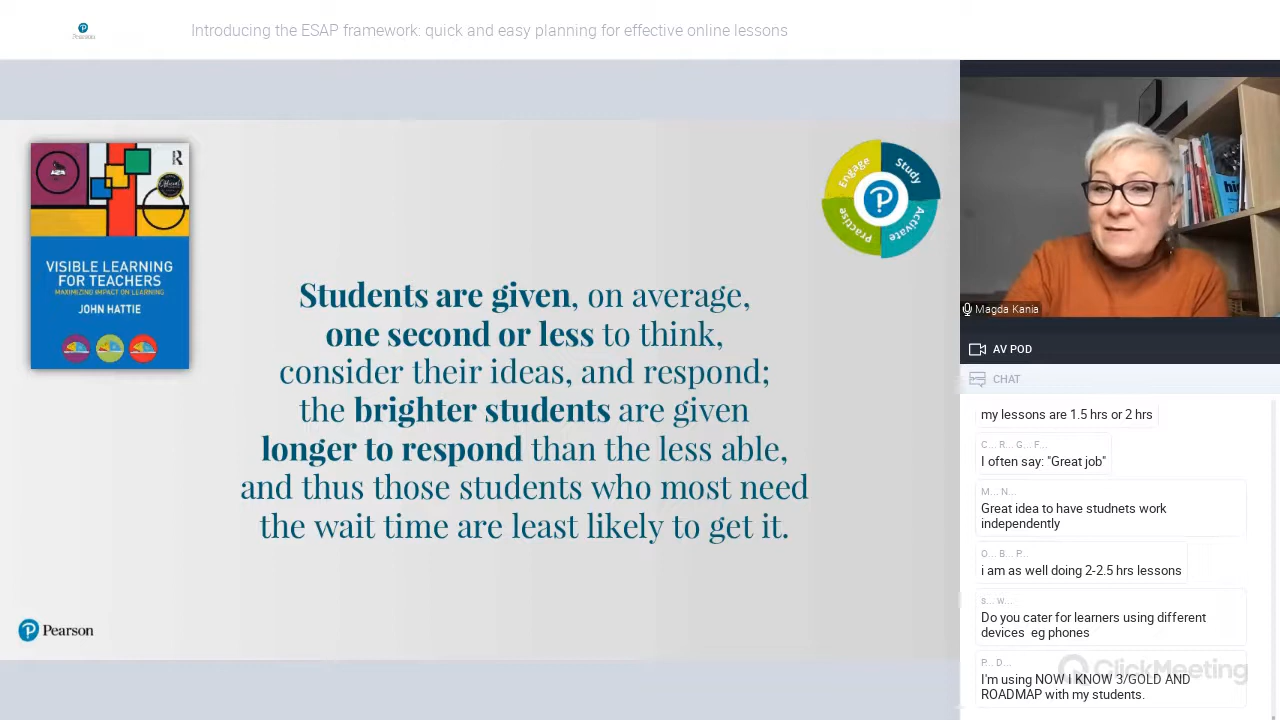 Pearson
Introducing the ESAP framework: quick and easy planning for effective online lessons
R
VISIBLE LEARNING
FOR TEACHERS
MAXIMIZING IMPACT ON LEARNING
JOHN HATTIE
Engage
Study
Practise
Activate
Students are given, on average,
one second or less to think,
consider their ideas, and respond;
the brighter students are given
longer to respond than the less able,
and thus those students who most need
the wait time are least likely to get it.
Pearson
Magda Kania
AV POD
CHAT
my lessons are 1.5 hrs or 2 hrs
C... R... G... F...
I often say: "Great job"
M... N...
Great idea to have studnets work
independently
O... B... P...
i am as well doing 2-2.5 hrs lessons
s... w...
Do you cater for learners using different
devices eg phones
P... D...
I'm using NOW I KNOW 3/GOLD AND
ROADMAP with my students.
ClickMeeting